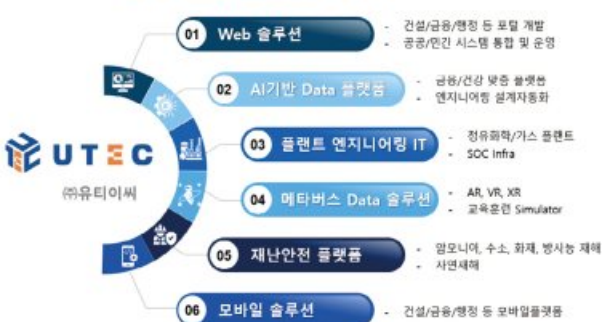 01 Web 솔루션
- 건설/금융/행정 등 포털 개발
- 공공/민간 시스템 통합 및 운영
02 AI기반 Data 플랫폼
- 금융/건강 맞춤 플랫폼
- 엔지니어링 설계자동화
UTEC
㈜유티이씨
03 플랜트 엔지니어링 IT
- 정유화학/가스 플랜트
- SOC Infra
04 메타버스 Data 솔루션
- AR, VR, XR
- 교육훈련 Simulator
05 재난안전 플랫폼
- 암모니아, 수소, 화재, 방사능 재해
- 자연재해
06 모바일 솔루션
- 건설/금융/행정 등 모바일플랫폼